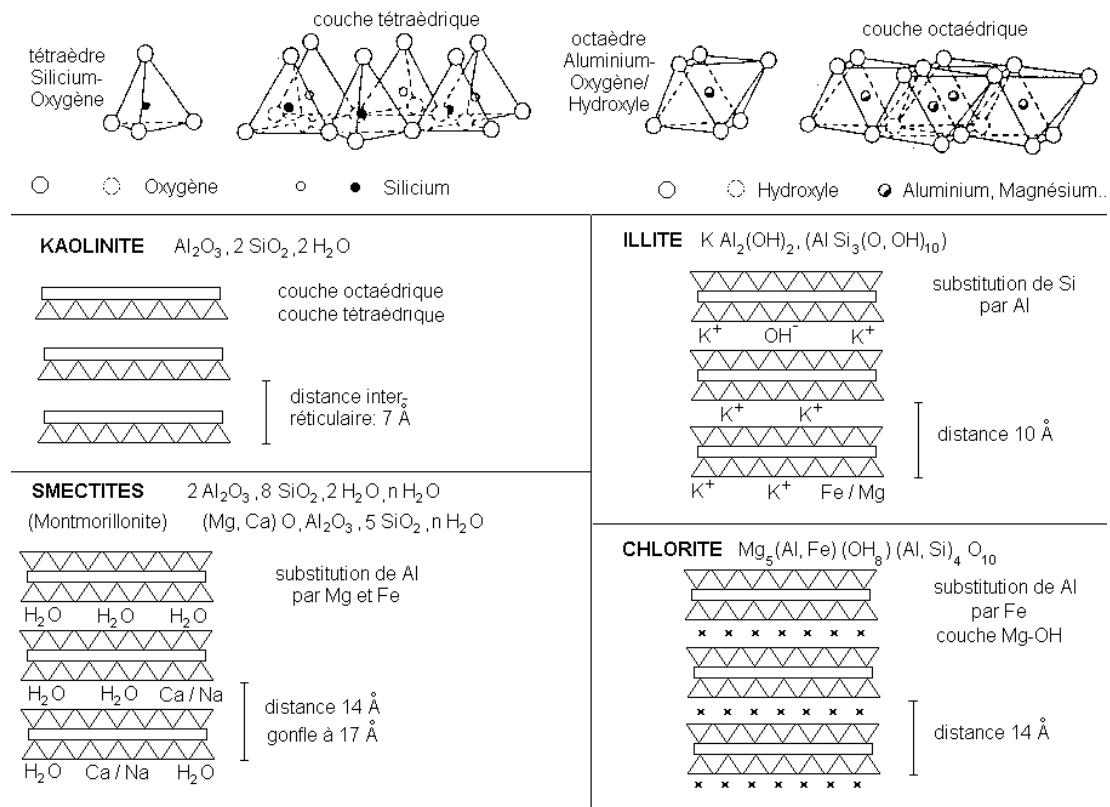 couche tétraèdrique
tétraèdre
Silicium-
Oxygène
Oxygène
Silicium
couche octaédrique
octaèdre
Aluminium-
Oxygène/
Hydroxyle
Hydroxyle
Aluminium, Magnésium..
KAOLINITE Al₂O₃, 2 SiO₂, 2 H₂O
couche octaédrique
couche tétraèdrique
distance inter-
réticulaire: 7 Å
ILLITE K Al₂(OH)₂, (Al Si₃(O, OH)₁₀)
substitution de Si
par Al
K⁺ OH⁻ K⁺
K⁺ K⁺
distance 10 Å
K⁺ K⁺ Fe / Mg
SMECTITES 2 Al₂O₃, 8 SiO₂, 2 H₂O, n H₂O
(Montmorillonite) (Mg, Ca) O, Al₂O₃, 5 SiO₂, n H₂O
substitution de Al
par Mg et Fe
H₂O H₂O H₂O
H₂O H₂O Ca / Na
distance 14 Å
gonfle à 17 Å
H₂O Ca / Na H₂O
CHLORITE Mg₅(Al, Fe) (OH₈) (Al, Si)₄ O₁₀
substitution de Al
par Fe
couche Mg-OH
distance 14 Å